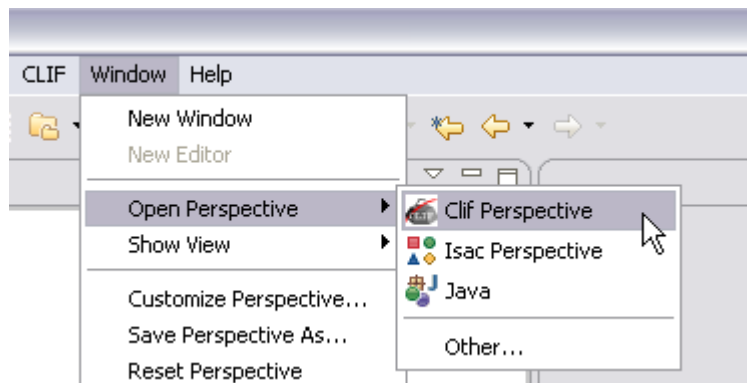 CLIF Window Help
New Window
New Editor
Open Perspective
Show View
Customize Perspective...
Save Perspective As...
Reset Perspective
CLIF Clif Perspective
Isac Perspective
Java
Other...